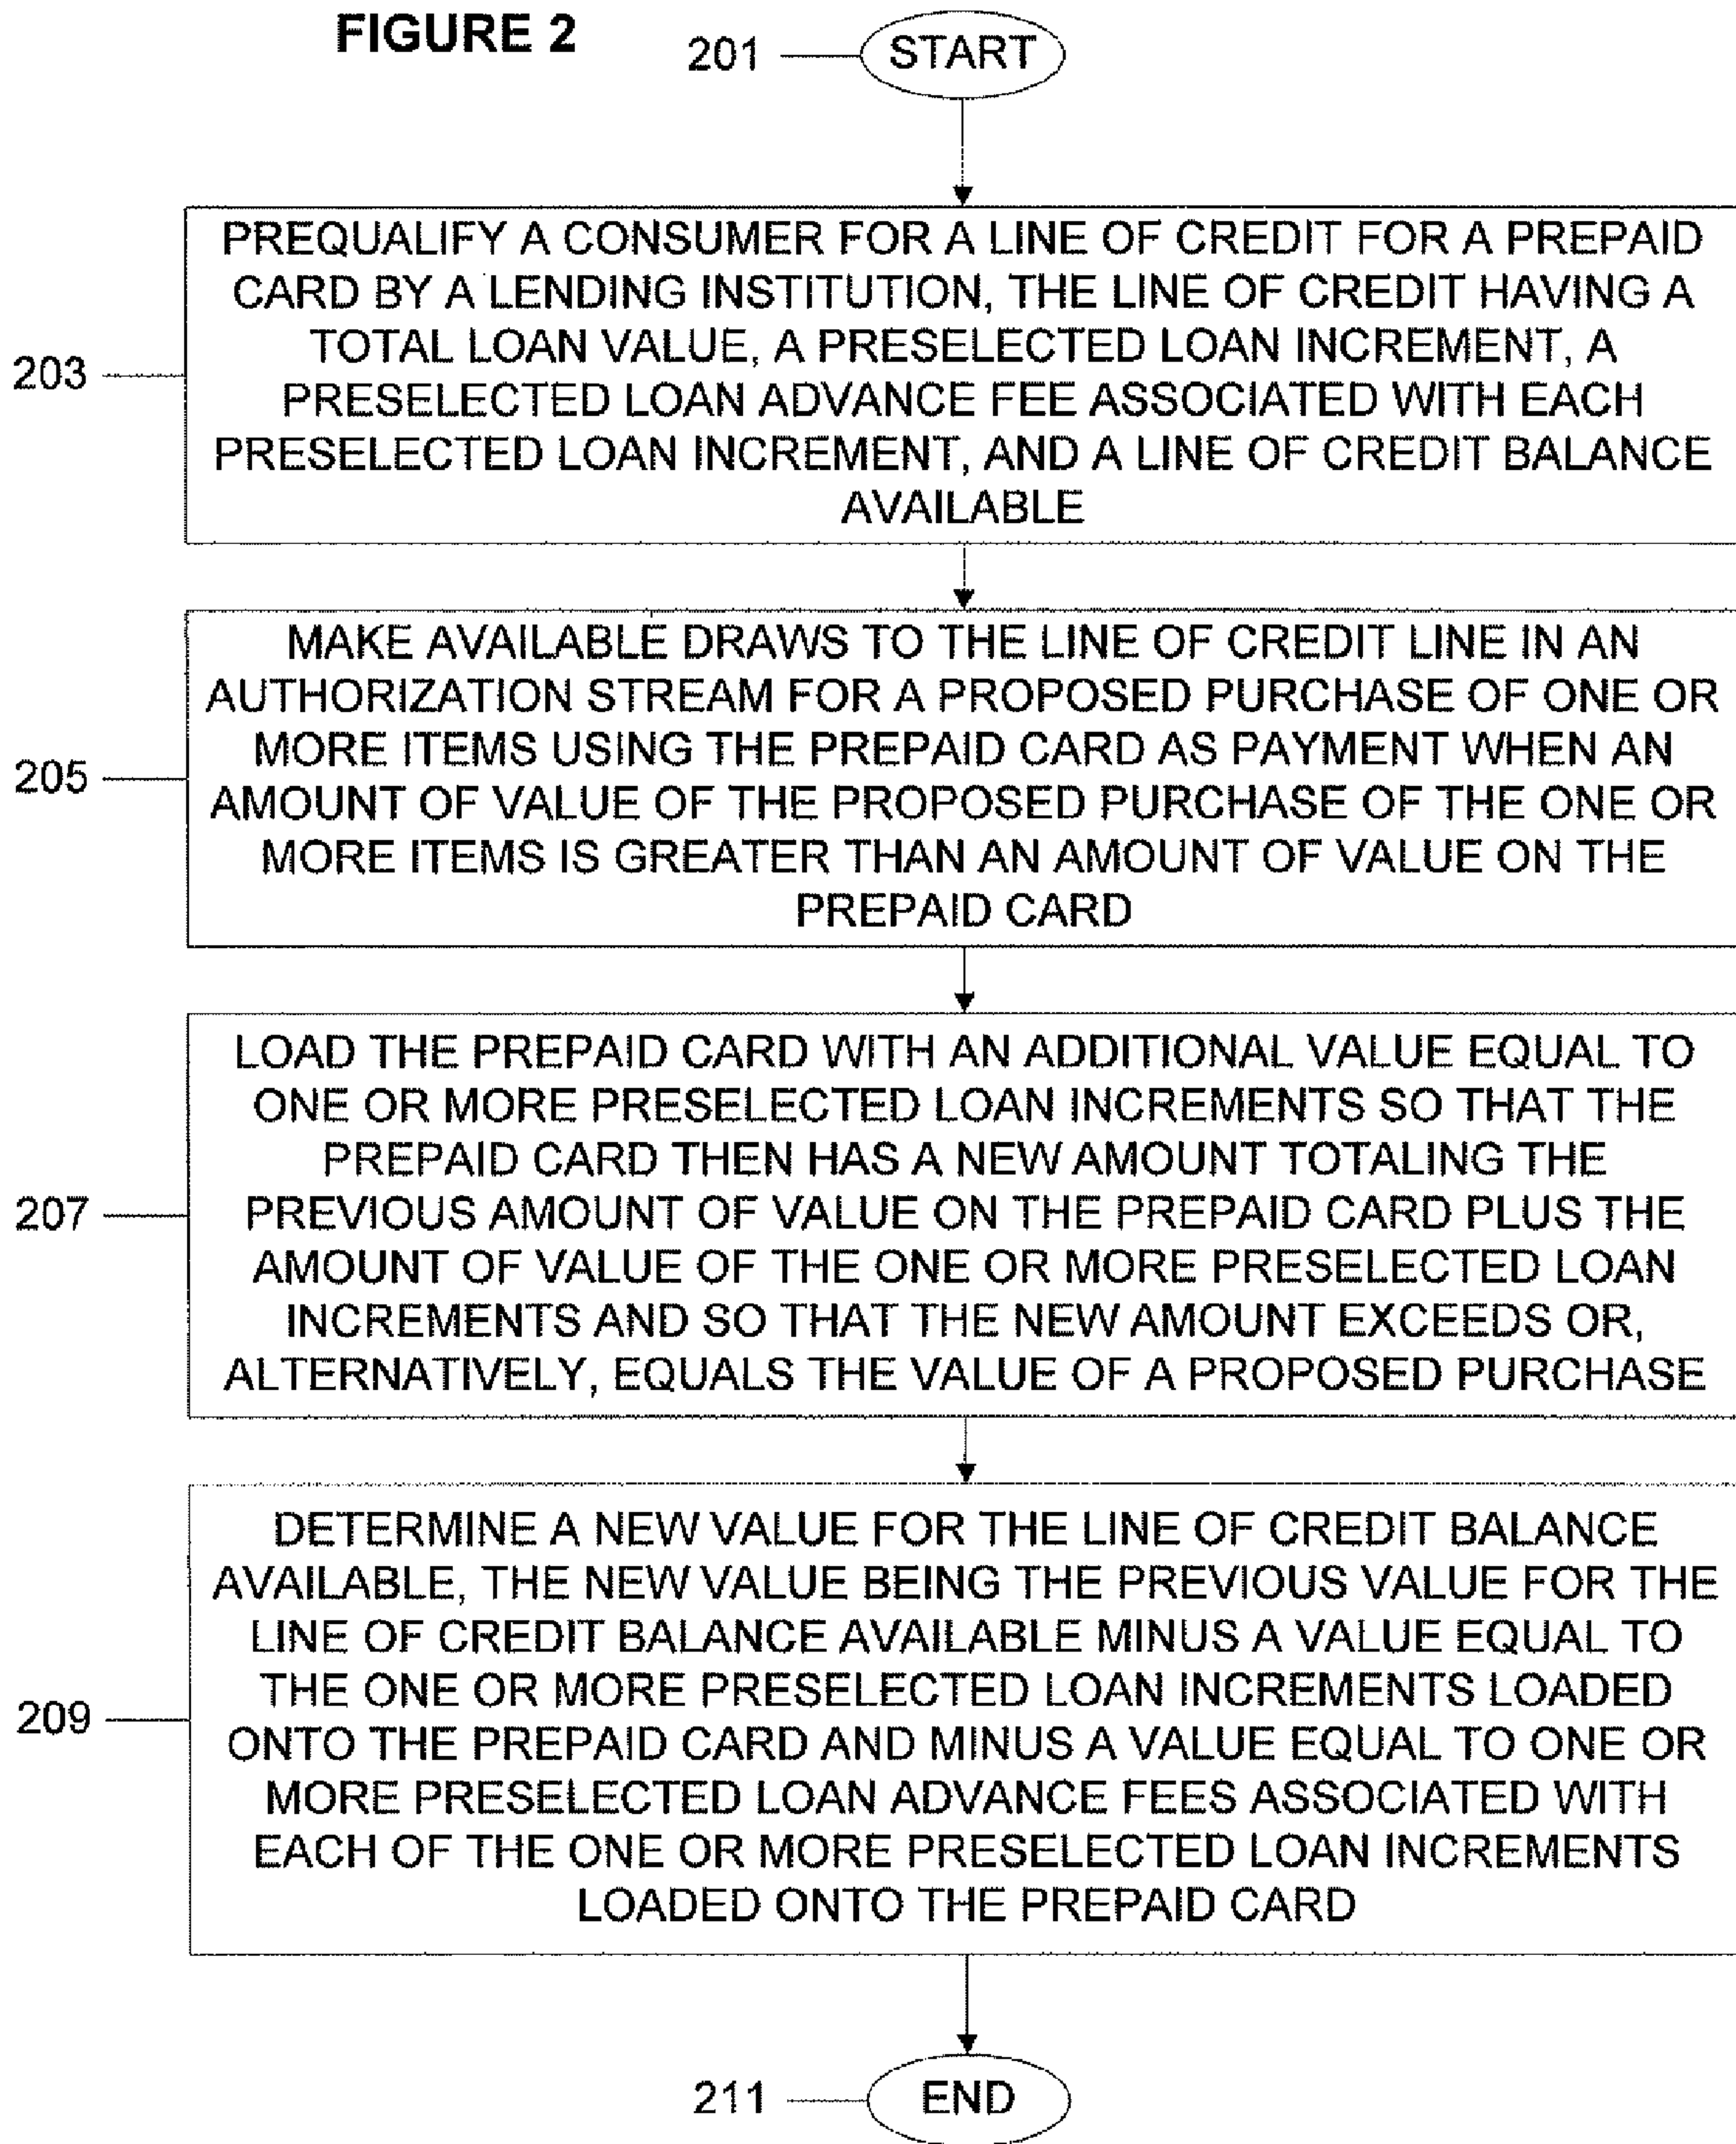 FIGURE 2
201
START
203
PREQUALIFY A CONSUMER FOR A LINE OF CREDIT FOR A PREPAID
CARD BY A LENDING INSTITUTION, THE LINE OF CREDIT HAVING A
TOTAL LOAN VALUE, A PRESELECTED LOAN INCREMENT, A
PRESELECTED LOAN ADVANCE FEE ASSOCIATED WITH EACH
PRESELECTED LOAN INCREMENT, AND A LINE OF CREDIT BALANCE
AVAILABLE
205
MAKE AVAILABLE DRAWS TO THE LINE OF CREDIT LINE IN AN
AUTHORIZATION STREAM FOR A PROPOSED PURCHASE OF ONE OR
MORE ITEMS USING THE PREPAID CARD AS PAYMENT WHEN AN
AMOUNT OF VALUE OF THE PROPOSED PURCHASE OF THE ONE OR
MORE ITEMS IS GREATER THAN AN AMOUNT OF VALUE ON THE
PREPAID CARD
207
LOAD THE PREPAID CARD WITH AN ADDITIONAL VALUE EQUAL TO
ONE OR MORE PRESELECTED LOAN INCREMENTS SO THAT THE
PREPAID CARD THEN HAS A NEW AMOUNT TOTALING THE
PREVIOUS AMOUNT OF VALUE ON THE PREPAID CARD PLUS THE
AMOUNT OF VALUE OF THE ONE OR MORE PRESELECTED LOAN
INCREMENTS AND SO THAT THE NEW AMOUNT EXCEEDS OR,
ALTERNATIVELY, EQUALS THE VALUE OF A PROPOSED PURCHASE
209
DETERMINE A NEW VALUE FOR THE LINE OF CREDIT BALANCE
AVAILABLE, THE NEW VALUE BEING THE PREVIOUS VALUE FOR THE
LINE OF CREDIT BALANCE AVAILABLE MINUS A VALUE EQUAL TO
THE ONE OR MORE PRESELECTED LOAN INCREMENTS LOADED
ONTO THE PREPAID CARD AND MINUS A VALUE EQUAL TO ONE OR
MORE PRESELECTED LOAN ADVANCE FEES ASSOCIATED WITH
EACH OF THE ONE OR MORE PRESELECTED LOAN INCREMENTS
LOADED ONTO THE PREPAID CARD
211
END